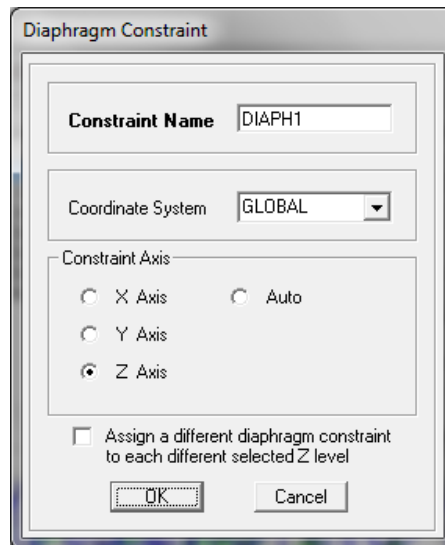 Diaphragm Constraint
Constraint Name DIAPH1
Coordinate System GLOBAL
Constraint Axis
X Axis Auto
Y Axis
Z Axis
Assign a different diaphragm constraint
to each different selected Z level
OK Cancel